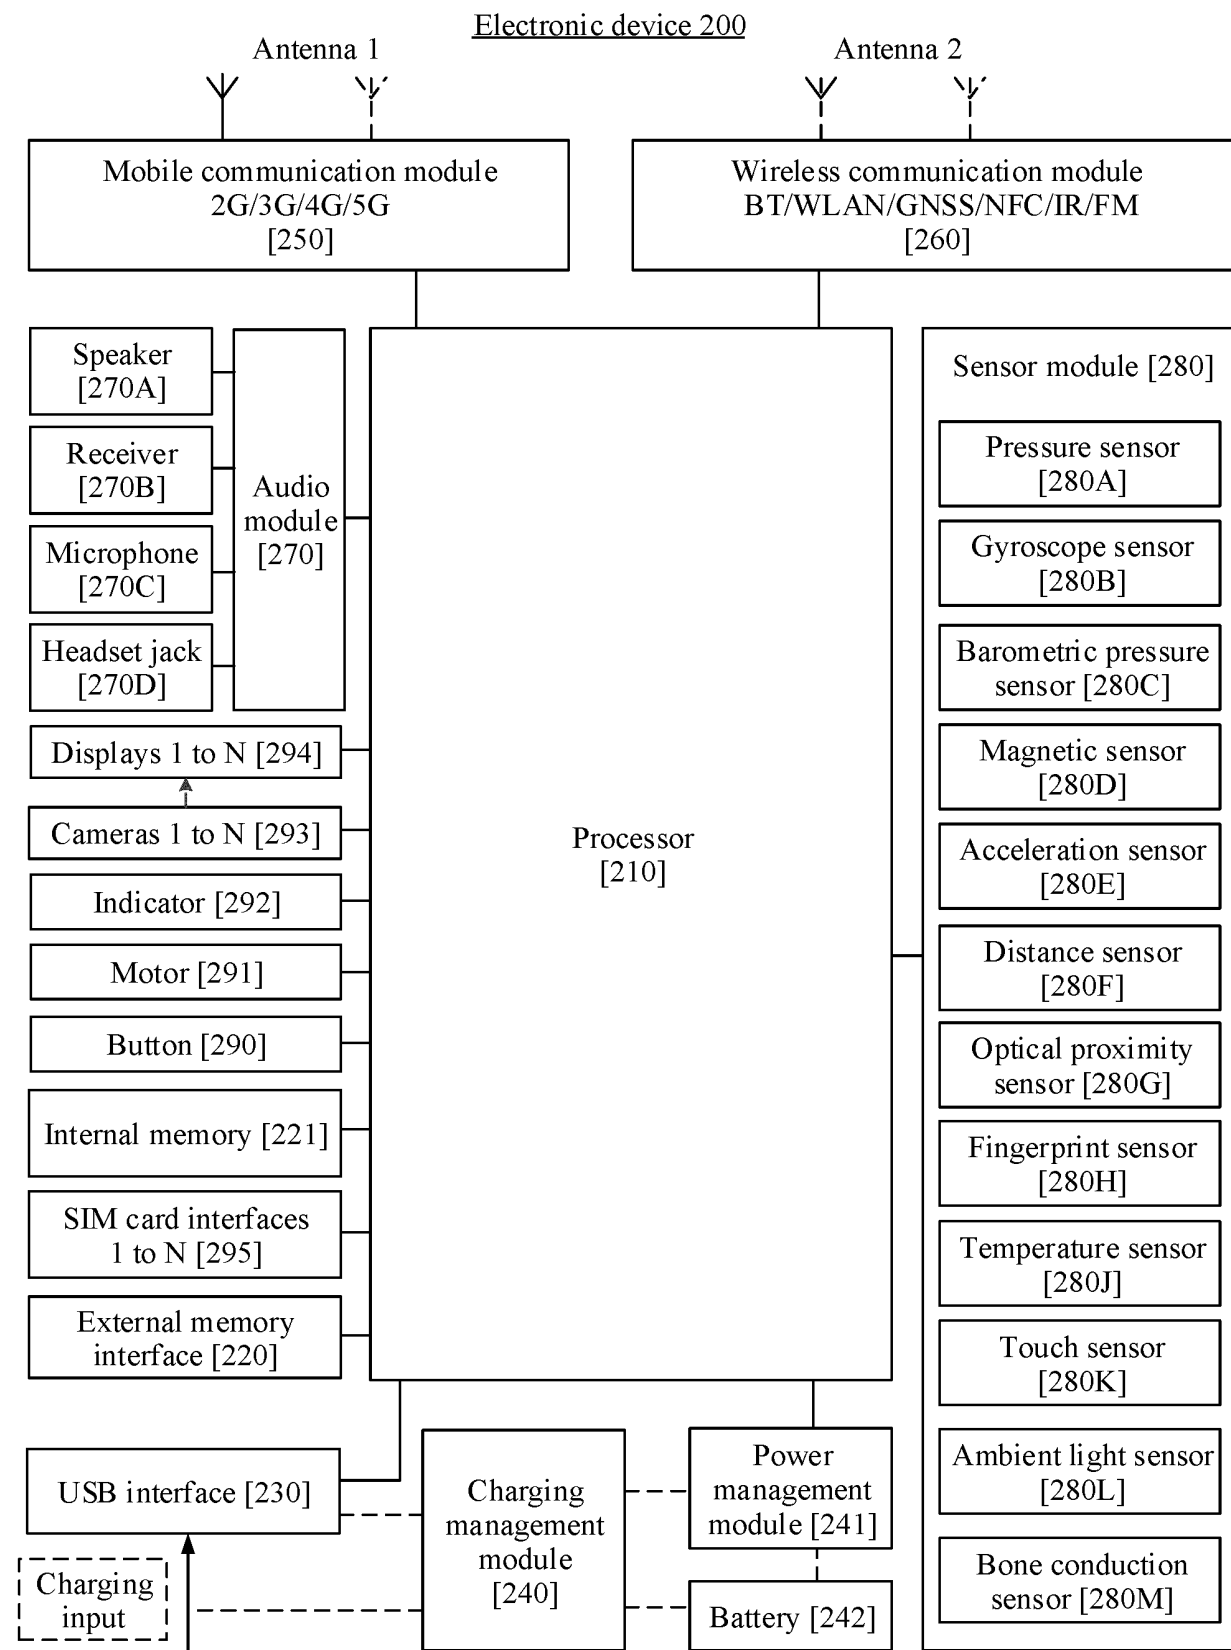 Electronic device 200
Antenna 1
Antenna 2
Mobile communication module
2G/3G/4G/5G
[250]
Wireless communication module
BT/WLAN/GNSS/NFC/IR/FM
[260]
Speaker
[270A]
Receiver
[270B]
Microphone
[270C]
Headset jack
[270D]
Audio
module
[270]
Displays 1 to N [294]
Cameras 1 to N [293]
Indicator [292]
Motor [291]
Button [290]
Internal memory [221]
SIM card interfaces
1 to N [295]
External memory
interface [220]
Processor
[210]
Sensor module [280]
Pressure sensor
[280A]
Gyroscope sensor
[280B]
Barometric pressure
sensor [280C]
Magnetic sensor
[280D]
Acceleration sensor
[280E]
Distance sensor
[280F]
Optical proximity
sensor [280G]
Fingerprint sensor
[280H]
Temperature sensor
[280J]
Touch sensor
[280K]
Ambient light sensor
[280L]
Bone conduction
sensor [280M]
USB interface [230]
Charging
input
Charging
management
module
[240]
Power
management
module [241]
Battery [242]